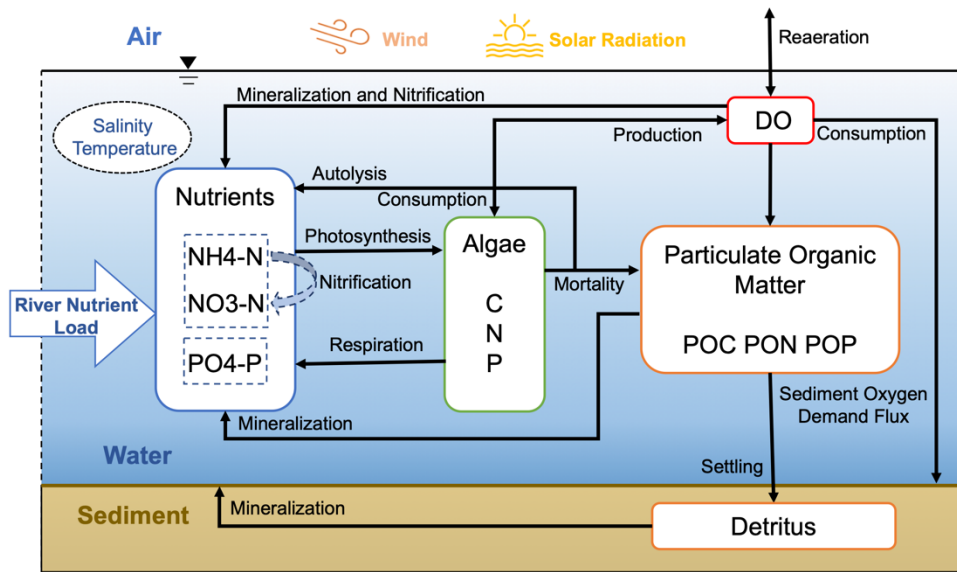 Air
Wind
Solar Radiation
Reaeration
Mineralization and Nitrification
DO
Salinity
Temperature
Production
Consumption
Autolysis
Consumption
Nutrients
Photosynthesis
Algae
Particulate Organic
Matter
NH4-N
Nitrification
Mortality
River Nutrient
Load
NO3-N
C
N
P
POC PON POP
Respiration
PO4-P
Sediment Oxygen
Demand Flux
Mineralization
Water
Settling
Sediment
Mineralization
Detritus